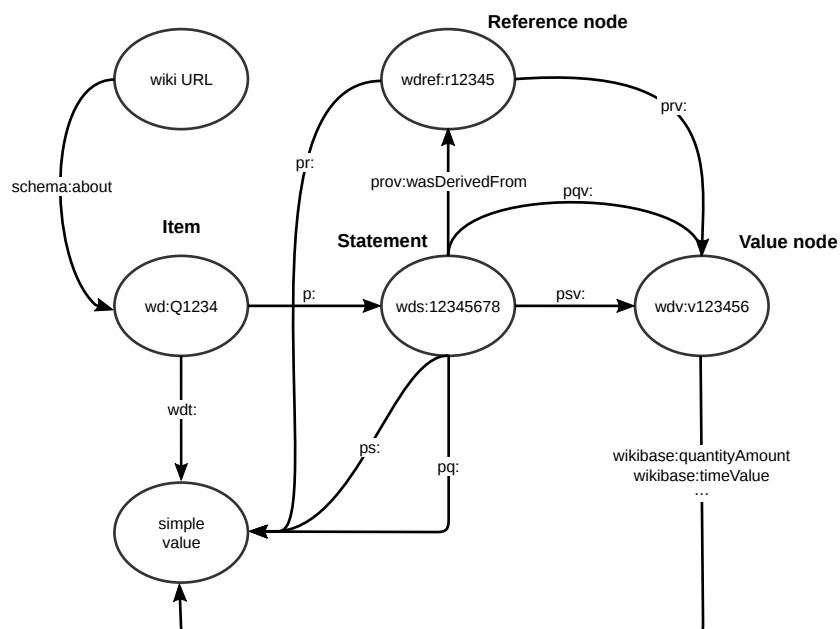 Reference node
wiki URL
wdref:r12345
prv:
pr:
schema:about
prov:wasDerivedFrom
pqv:
Item
Statement
Value node
wd:Q1234
p:
wds:12345678
psv:
wdv:v123456
wdt:
ps:
pq:
wikibase:quantityAmount
wikibase:timeValue
...
simple
value